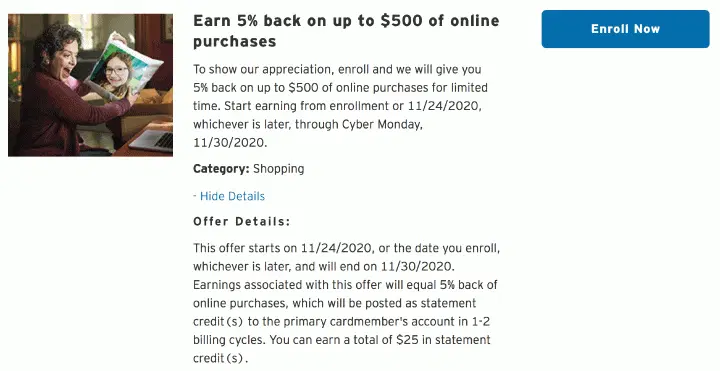 Earn 5% back on up to $500 of online
purchases
Enroll Now
To show our appreciation, enroll and we will give you
5% back on up to $500 of online purchases for limited
time. Start earning from enrollment or 11/24/2020,
whichever is later, through Cyber Monday,
11/30/2020.
Category: Shopping
- Hide Details
Offer Details:
This offer starts on 11/24/2020, or the date you enroll,
whichever is later, and will end on 11/30/2020.
Earnings associated with this offer will equal 5% back of
online purchases, which will be posted as statement
credit(s) to the primary cardmember's account in 1-2
billing cycles. You can earn a total of $25 in statement
credit(s).